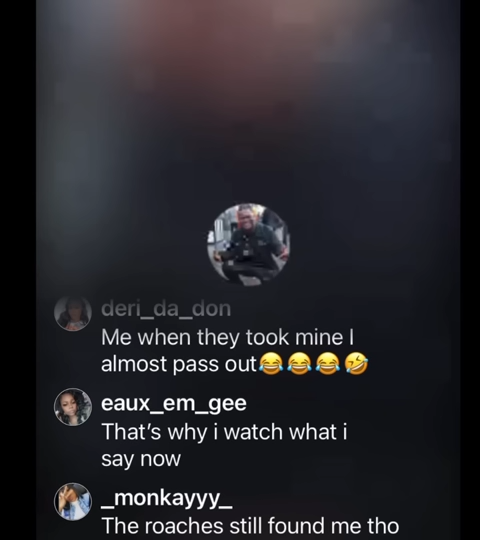 deri_da_don
Me when they took mine I
almost pass out😂😂😂🤣
eaux_em_gee
That's why i watch what i
say now
_monkayyy_
The roaches still found me tho